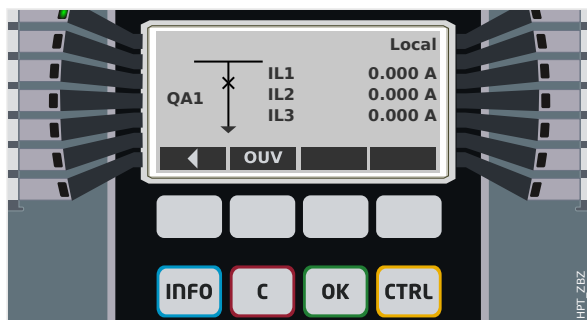 Local
IL1 0.000 A
QA1 IL2 0.000 A
IL3 0.000 A
OUV
INFO C OK CTRL
HPT_ZBZ